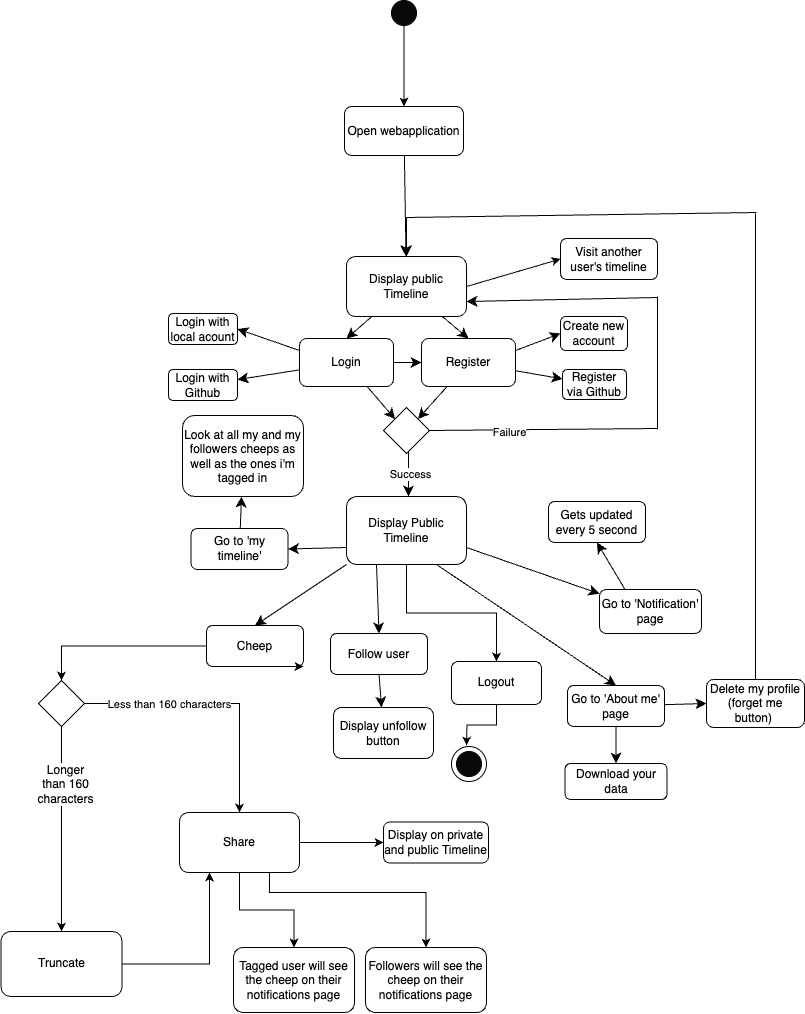 Open webapplication
Visit another
user's timeline
Display public
Timeline
Login with
local acount
Create new
account
Login
Register
Login with
Github
Register
via Github
Look at all my and my
followers cheeps as
well as the ones i'm
tagged in
Failure
Success
Display Public
Timeline
Gets updated
every 5 second
Go to 'my
timeline'
Go to 'Notification'
page
Cheep
Follow user
Logout
Go to 'About me'
page
Delete my profile
(forget me
button)
Less than 160 characters
Display unfollow
button
Longer
than 160
characters
Download your
data
Share
Display on private
and public Timeline
Truncate
Tagged user will see
the cheep on their
notifications page
Followers will see the
cheep on their
notifications page